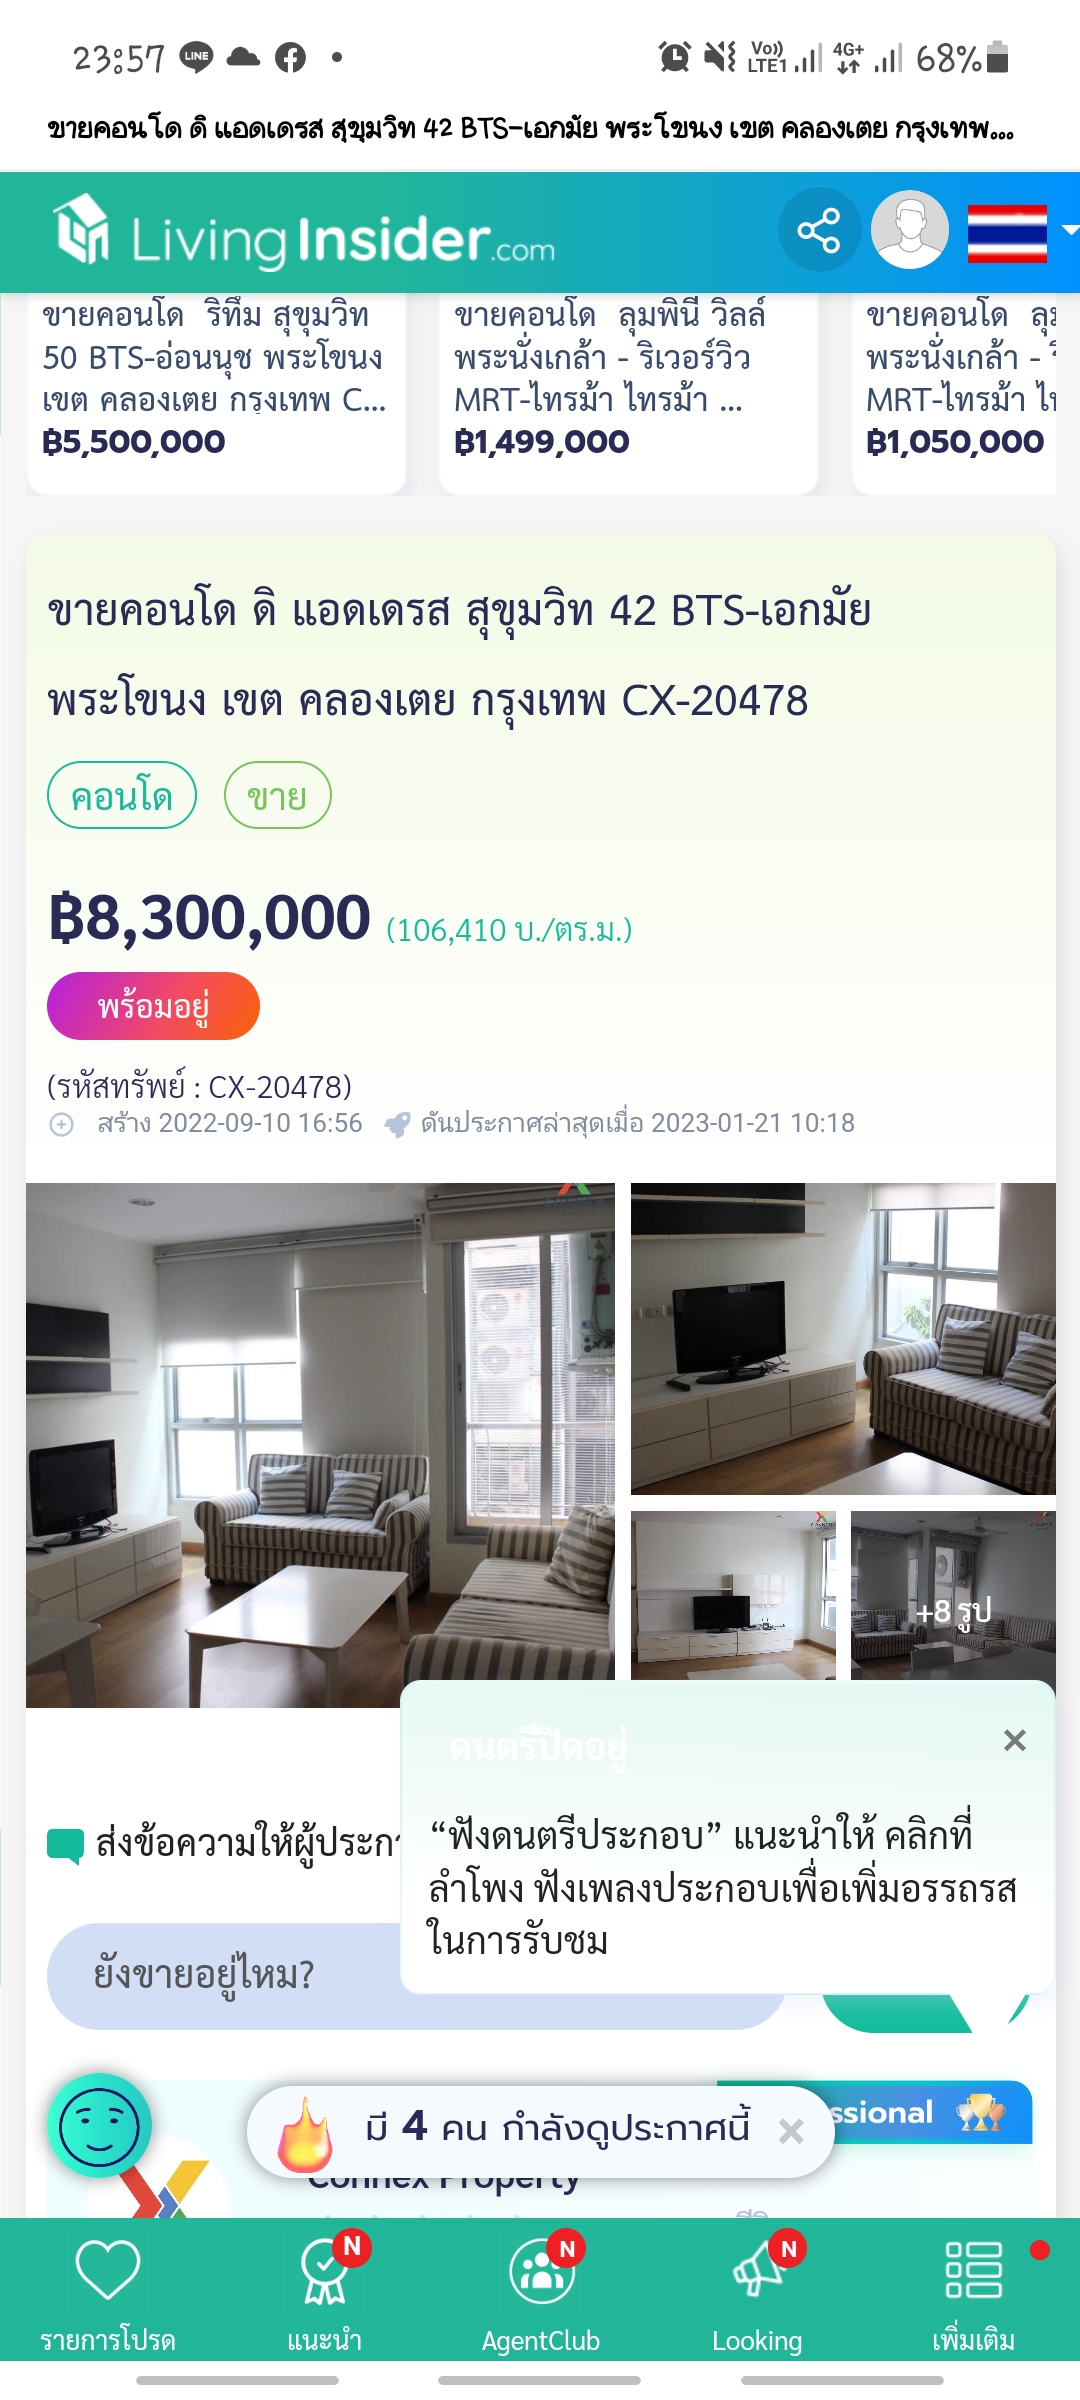 23:57 LINE Vo)) LTE1 4G+ 68%
ขายคอนโด ดิ แอดเดรส สุขุมวิท 42 BTS-เอกมัย พระโขนง เขต คลองเตย กรุงเทพ...
LivingInsider.com
ขายคอนโด ริทึ่ม สุขุมวิท
50 BTS-อ่อนนุช พระโขนง
เขต คลองเตย กรุงเทพ C...
฿5,500,000
ขายคอนโด ลุมพินี วิลล์
พระนั่งเกล้า - ริเวอร์วิว
MRT-ไทรม้า ไทรม้า ...
฿1,499,000
ขายคอนโด
พระนั่งเกล้า -
MRT-ไทรม้า
฿1,050,000
ขายคอนโด ดิ แอดเดรส สุขุมวิท 42 BTS-เอกมัย
พระโขนง เขต คลองเตย กรุงเทพ CX-20478
คอนโด ขาย
฿8,300,000 (106,410 บ./ตร.ม.)
พร้อมอยู่
(รหัสทรัพย์ : CX-20478)
สร้าง 2022-09-10 16:56 ดันประกาศล่าสุดเมื่อ 2023-01-21 10:18
+8 รูป
ดนตรีปิดอยู่ ×
“ฟังดนตรีประกอบ” แนะนำให้ คลิกที่
ลำโพง ฟังเพลงประกอบเพื่อเพิ่มอรรถรส
ในการรับชม
ส่งข้อความให้ผู้ประกา
ยังขายอยู่ไหม?
ssional
มี 4 คน กำลังดูประกาศนี้ ×
Connex Property
N N N
รายการโปรด แนะนำ AgentClub Looking เพิ่มเติม